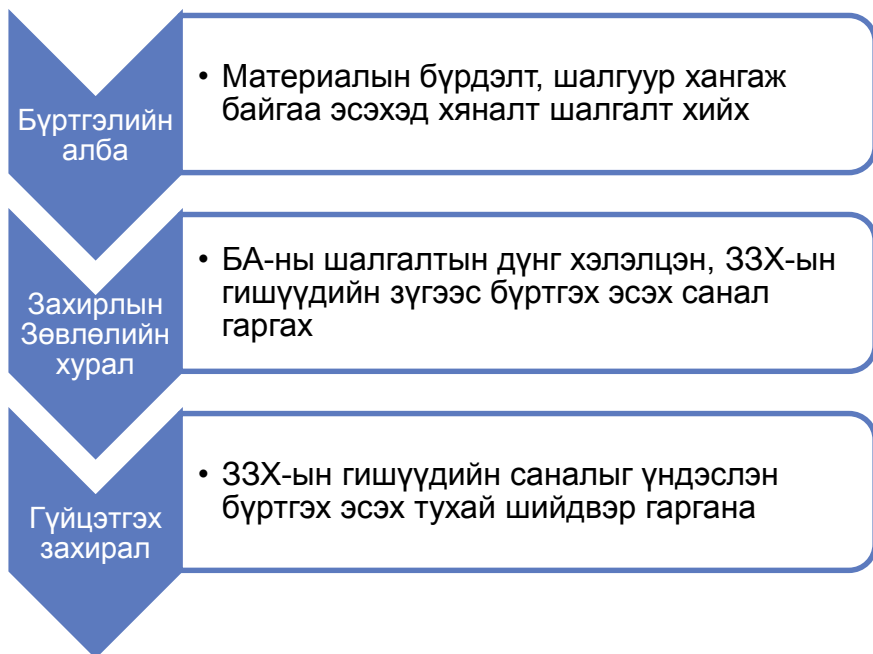 Бүртгэлийн
алба
• Материалын бүрдэлт, шалгуур хангаж
байгаа эсэхэд хяналт шалгалт хийх
Захирлын
Зөвлөлийн
хурал
• БА-ны шалгалтын дүнг хэлэлцэн, ЗЗХ-ын
гишүүдийн зүгээс бүртгэх эсэх санал
гаргах
Гүйцэтгэх
захирал
• ЗЗХ-ын гишүүдийн саналыг үндэслэн
бүртгэх эсэх тухай шийдвэр гаргана